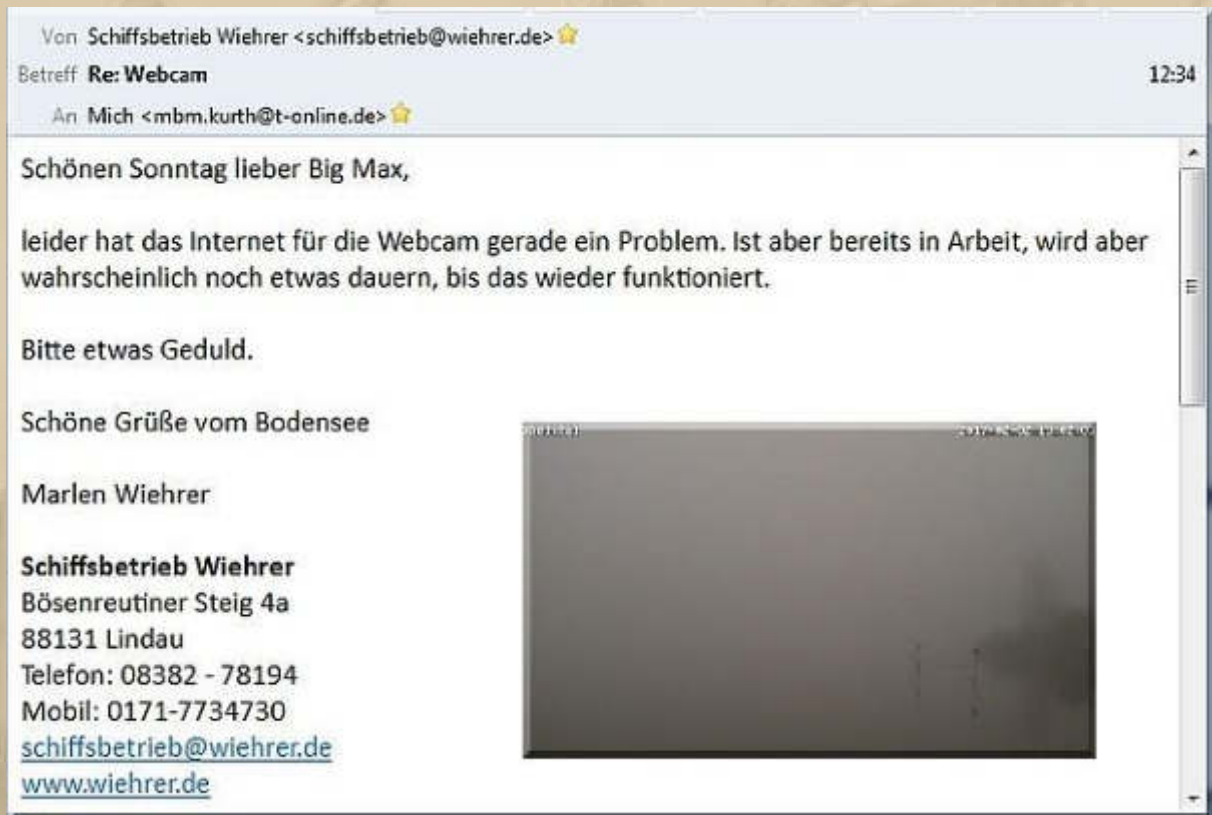 Von Schiffsbetrieb Wiehrer <schiffsbetrieb@wiehrer.de>
Betreff Re: Webcam 12:34
An Mich <mbm.kurth@t-online.de>
Schönen Sonntag lieber Big Max,
leider hat das Internet für die Webcam gerade ein Problem. Ist aber bereits in Arbeit, wird aber
wahrscheinlich noch etwas dauern, bis das wieder funktioniert.
Bitte etwas Geduld.
Schöne Grüße vom Bodensee
Marlen Wiehrer
Schiffsbetrieb Wiehrer
Bösenreutiner Steig 4a
88131 Lindau
Telefon: 08382 - 78194
Mobil: 0171-7734730
schiffsbetrieb@wiehrer.de
www.wiehrer.de